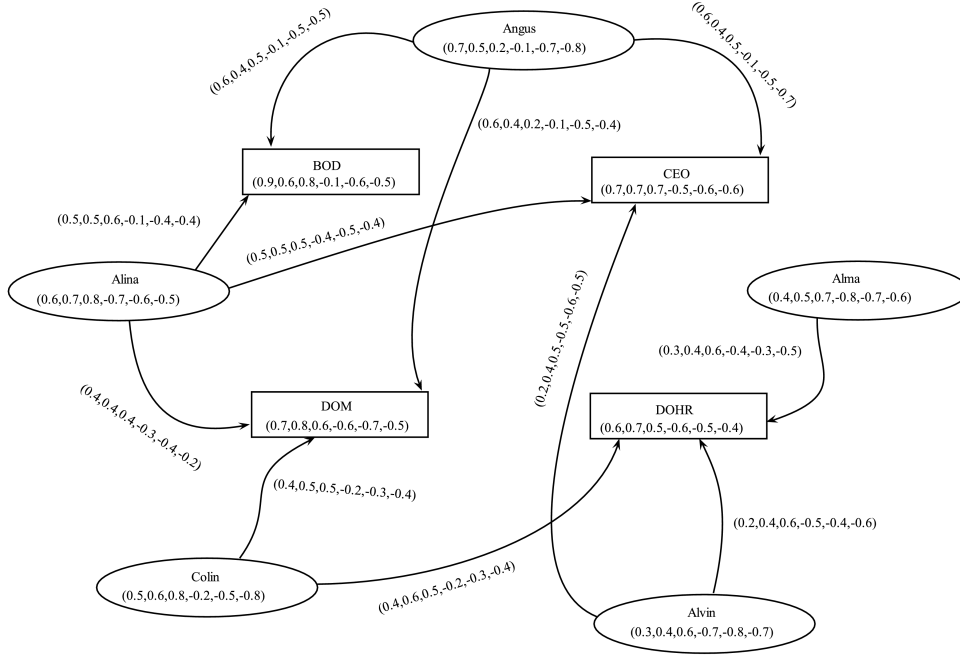 Angus
(0.7,0.5,0.2,-0.1,-0.7,-0.8)
(0.6,0.4,0.5,-0.1,-0.5,-0.5)
(0.6,0.4,0.5,-0.1,-0.5,-0.7)
(0.6,0.4,0.2,-0.1,-0.5,-0.4)
BOD
(0.9,0.6,0.8,-0.1,-0.6,-0.5)
CEO
(0.7,0.7,0.7,-0.5,-0.6,-0.6)
(0.5,0.5,0.6,-0.1,-0.4,-0.4)
(0.5,0.5,0.5,-0.4,-0.5,-0.4)
Alina
(0.6,0.7,0.8,-0.7,-0.6,-0.5)
Alma
(0.4,0.5,0.7,-0.8,-0.7,-0.6)
(0.2,0.4,0.5,-0.5,-0.6,-0.5)
(0.3,0.4,0.6,-0.4,-0.3,-0.5)
(0.4,0.4,0.4,-0.3,-0.4,-0.2)
DOM
(0.7,0.8,0.6,-0.6,-0.7,-0.5)
DOHR
(0.6,0.7,0.5,-0.6,-0.5,-0.4)
(0.4,0.5,0.5,-0.2,-0.3,-0.4)
(0.2,0.4,0.6,-0.5,-0.4,-0.6)
Colin
(0.5,0.6,0.8,-0.2,-0.5,-0.8)
(0.4,0.6,0.5,-0.2,-0.3,-0.4)
Alvin
(0.3,0.4,0.6,-0.7,-0.8,-0.7)